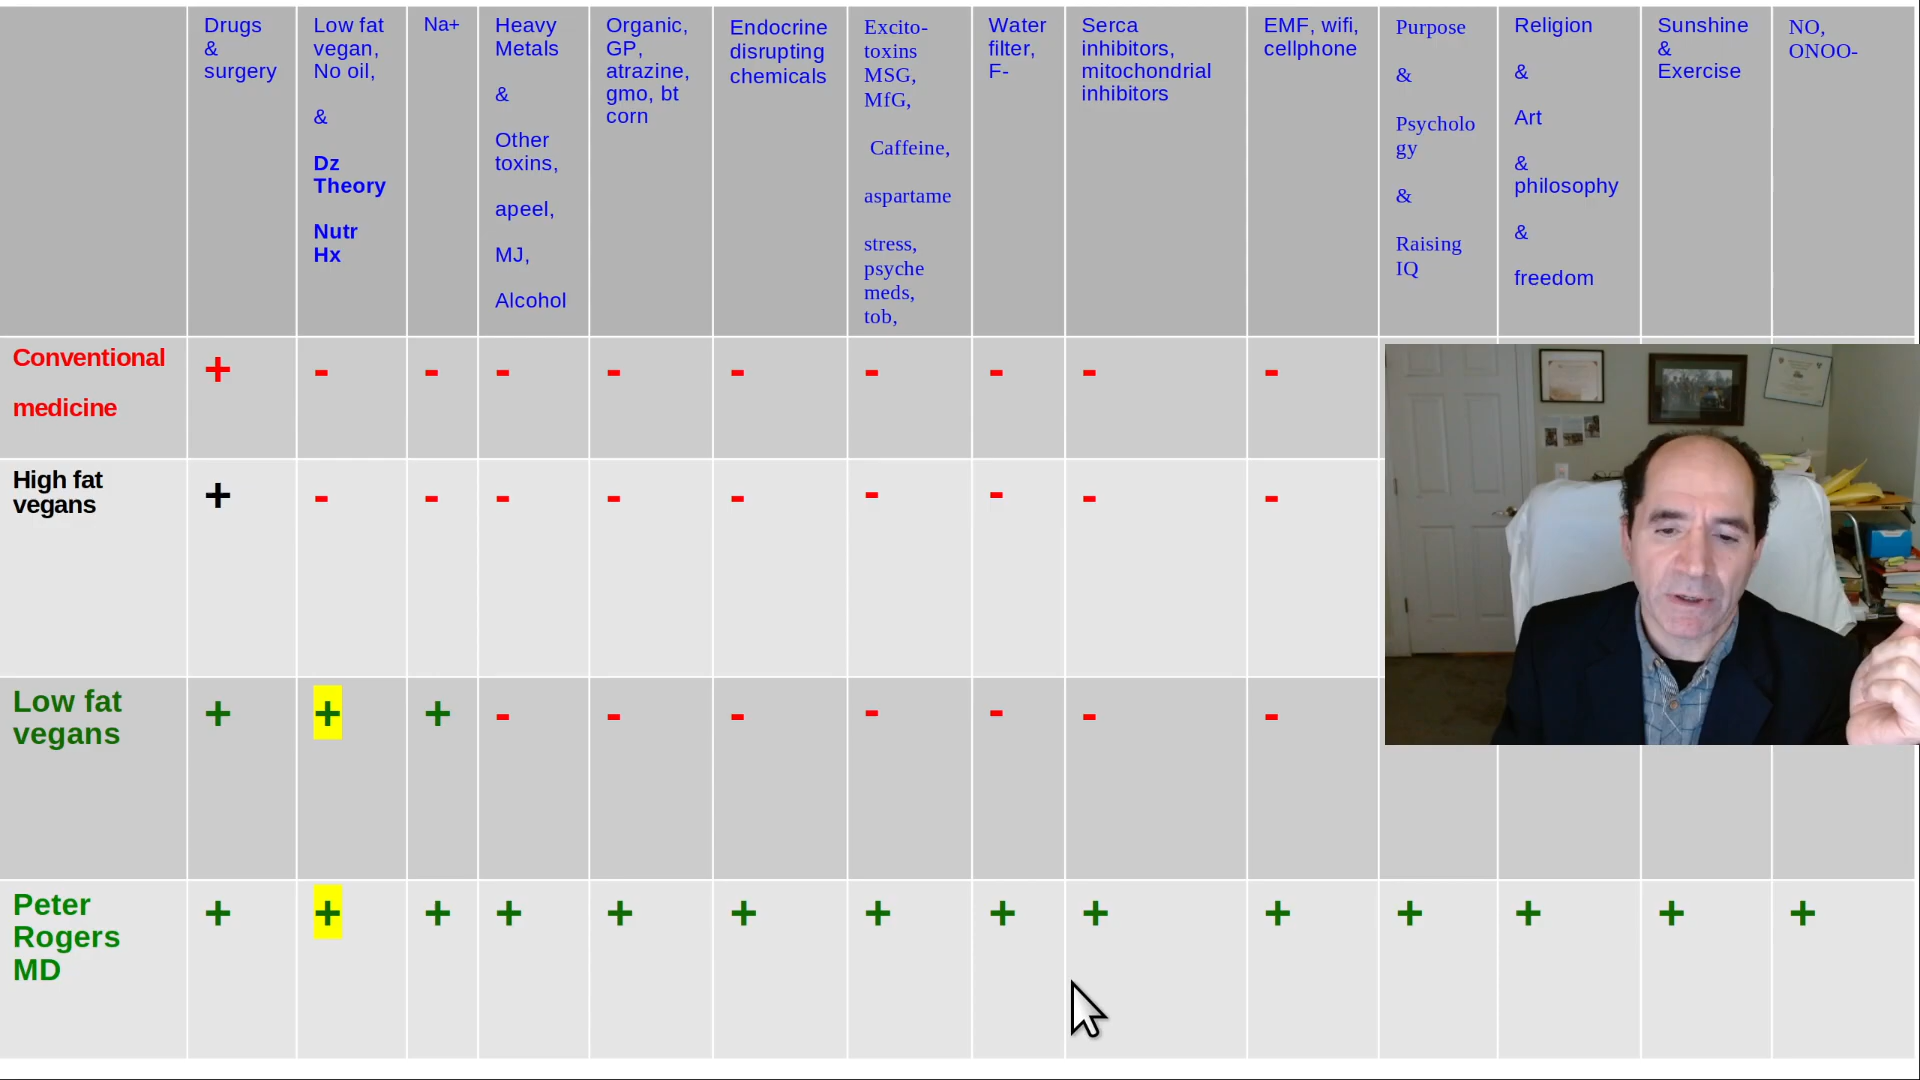 Drugs
&
surgery
Low fat
vegan,
No oil,
&
Dz
Theory
Nutr
Hx
Na+
Heavy
Metals
&
Other
toxins,
apeel,
MJ,
Alcohol
Organic,
GP,
atrazine,
gmo, bt
corn
Endocrine
disrupting
chemicals
Excito-
toxins
MSG,
MfG,
Caffeine,
aspartame
stress,
psyche
meds,
tob,
Water
filter,
F-
Serca
inhibitors,
mitochondrial
inhibitors
EMF, wifi,
cellphone
Purpose
&
Psycholo
gy
&
Raising
IQ
Religion
&
Art
&
philosophy
&
freedom
Sunshine
&
Exercise
NO,
ONOO-
Conventional
medicine
+ - - - - - - - - -
High fat
vegans
+ - - - - - - - - -
Low fat
vegans
+ + + - - - - - - -
Peter
Rogers
MD
+ + + + + + + + + + + + + +